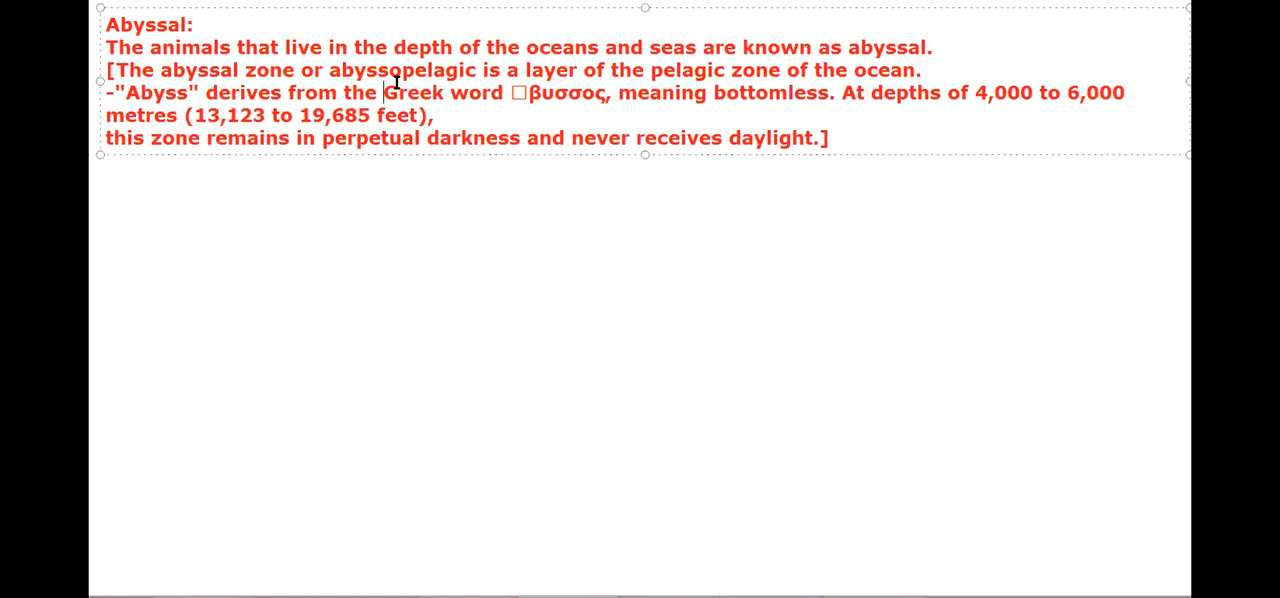 Abyssal:
The animals that live in the depth of the oceans and seas are known as abyssal.
[The abyssal zone or abyssopelagic is a layer of the pelagic zone of the ocean.
-"Abyss" derives from the Greek word □βυσσος, meaning bottomless. At depths of 4,000 to 6,000
metres (13,123 to 19,685 feet),
this zone remains in perpetual darkness and never receives daylight.]